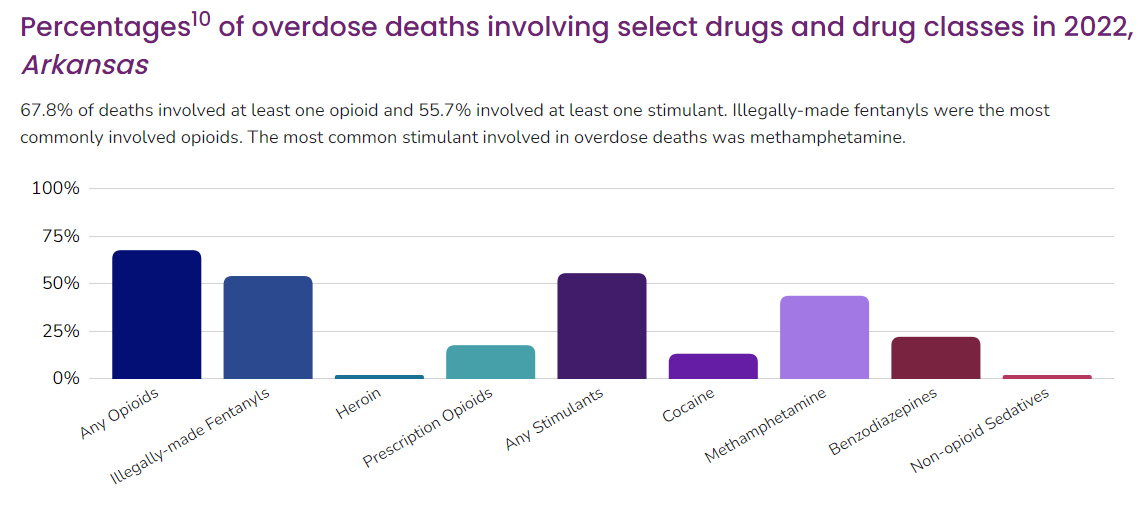 Percentages10 of overdose deaths involving select drugs and drug classes in 2022,
Arkansas
67.8% of deaths involved at least one opioid and 55.7% involved at least one stimulant. Illegally-made fentanyls were the most
commonly involved opioids. The most common stimulant involved in overdose deaths was methamphetamine.
100%
75%
50%
25%
0%
Any Opioids
Illegally-made Fentanyls
Heroin
Prescription Opioids
Any Stimulants
Cocaine
Methamphetamine
Benzodiazepines
Non-opioid Sedatives